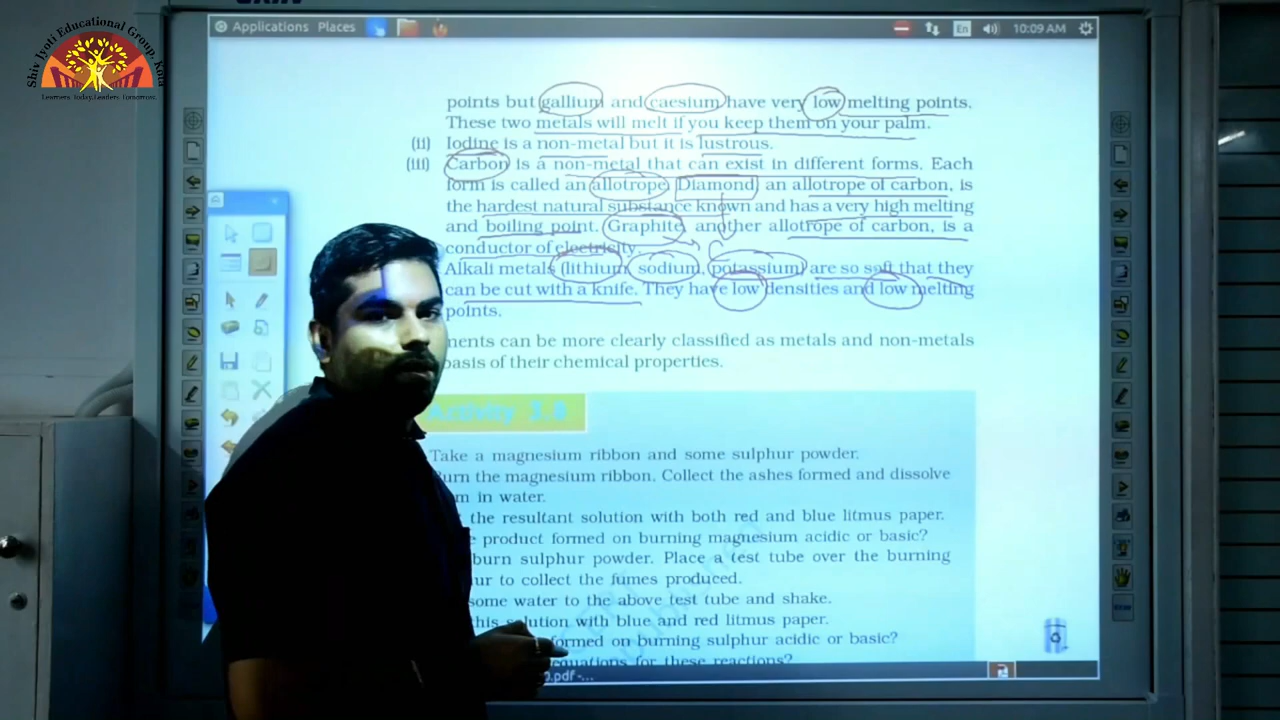 Shiv Jyoti Educational Group, Kota
Learners Today, Leaders Tomorrow.
Applications Places
En
10:09 AM
points but gallium and caesium have very low melting points.
These two metals will melt if you keep them on your palm.
(ii) Iodine is a non-metal but it is lustrous.
(iii) Carbon is a non-metal that can exist in different forms. Each
form is called an allotrope. Diamond, an allotrope of carbon, is
the hardest natural substance known and has a very high melting
and boiling point. Graphite, another allotrope of carbon, is a
conductor of electricity.
Alkali metals (lithium, sodium, potassium) are so soft that they
can be cut with a knife. They have low densities and low melting
points.
ments can be more clearly classified as metals and non-metals
basis of their chemical properties.
Activity 3.8
Take a magnesium ribbon and some sulphur powder.
urn the magnesium ribbon. Collect the ashes formed and dissolve
em in water.
the resultant solution with both red and blue litmus paper.
e product formed on burning magnesium acidic or basic?
burn sulphur powder. Place a test tube over the burning
ur to collect the fumes produced.
some water to the above test tube and shake.
this solution with blue and red litmus paper.
formed on burning sulphur acidic or basic?
equations for these reactions?
0.pdf -...